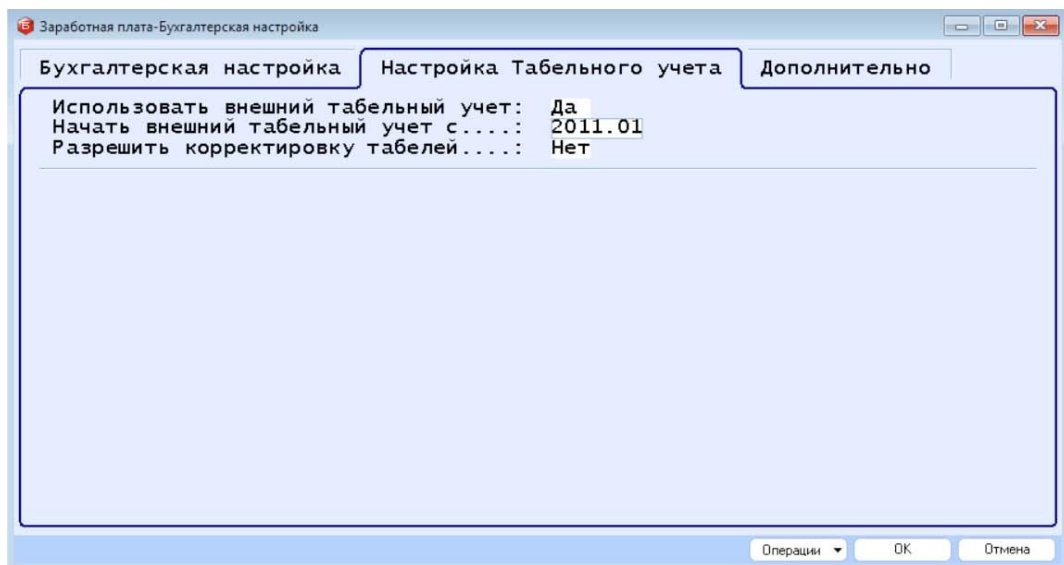 Заработная плата-Бухгалтерская настройка
Бухгалтерская настройка Настройка Табельного учета Дополнительно
Использовать внешний табельный учет: Да
Начать внешний табельный учет с....: 2011.01
Разрешить корректировку табелей....: Нет
Операции OK Отмена